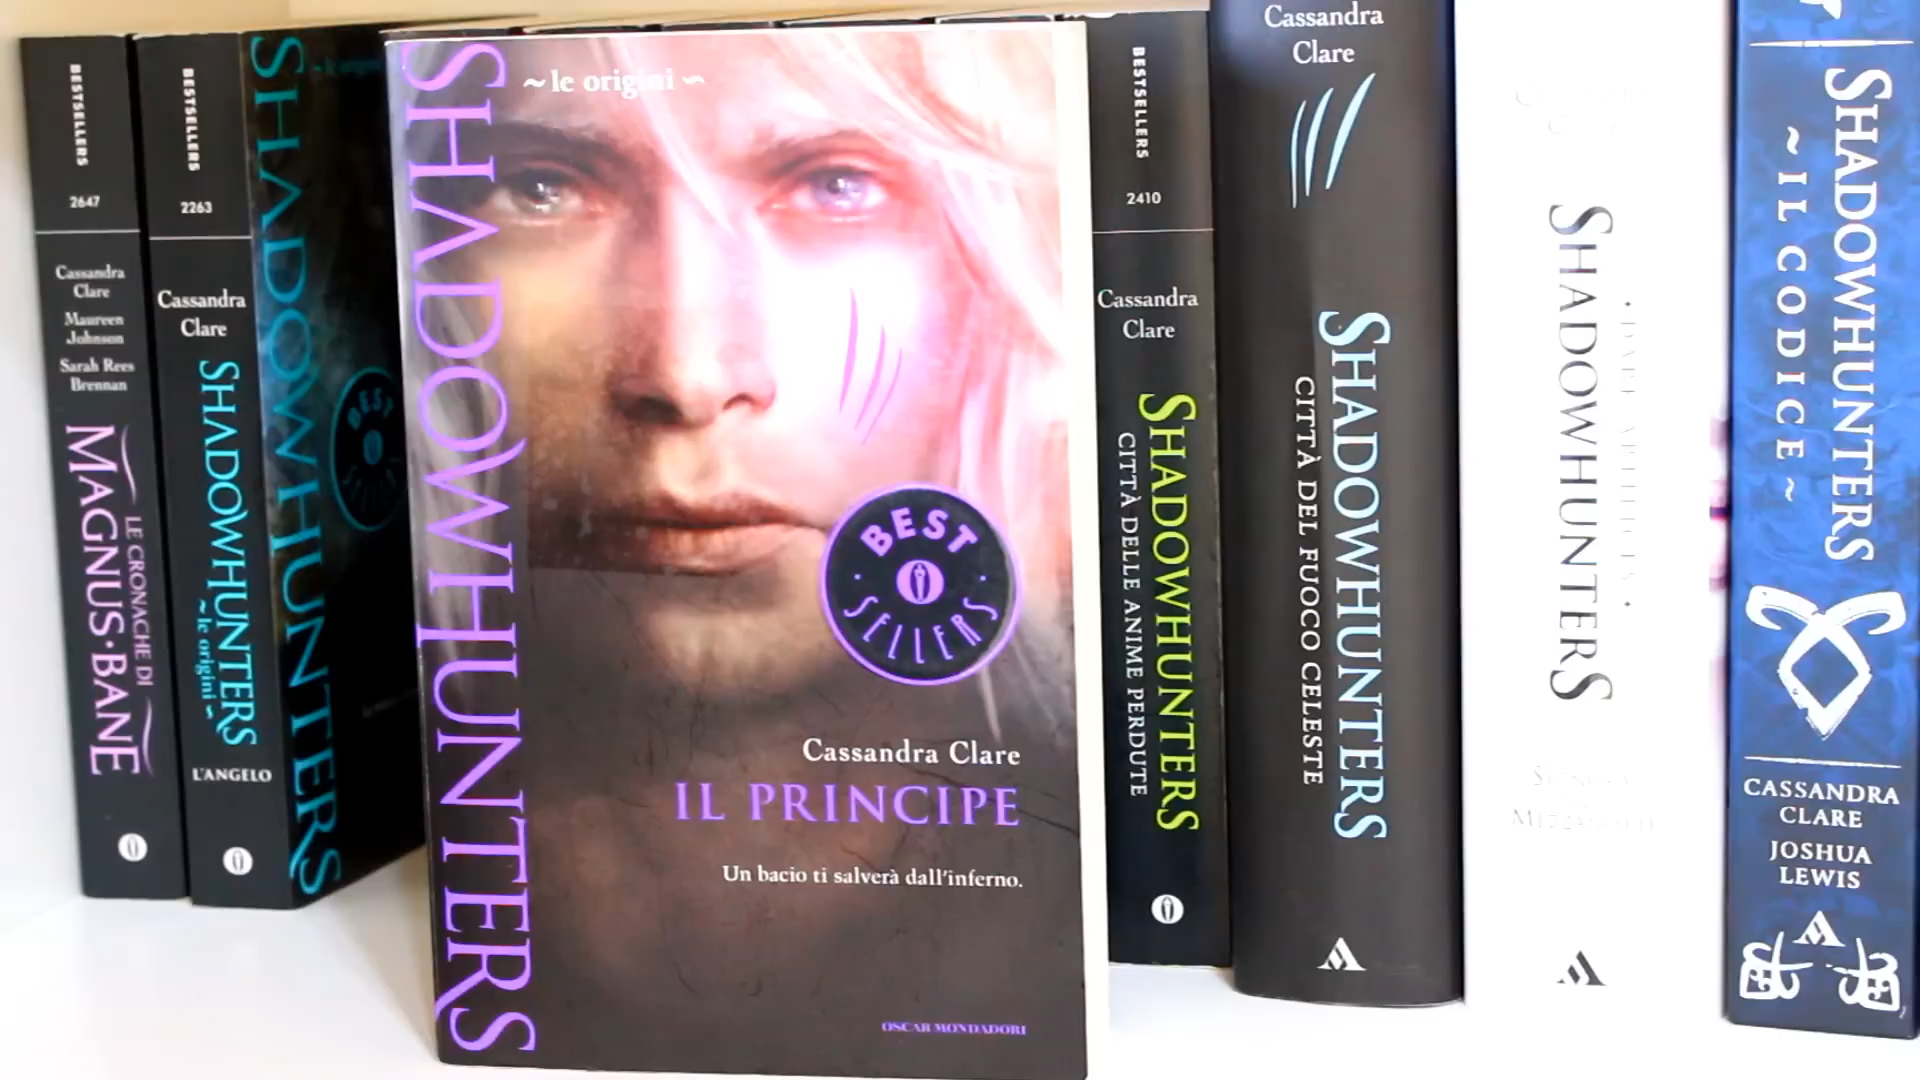 BESTSELLERS
2647
Cassandra
Clare
Maureen
Johnson
Sarah Rees
Brennan
LE CRONACHE DI
MAGNUS·BANE
BESTSELLERS
2263
Cassandra
Clare
SHADOWHUNTERS
~le origini~
L'ANGELO
SHADOWHUNTERS
BEST
SELLERS
SHADOWHUNTERS
~le origini~
BEST
SELLERS
Cassandra Clare
IL PRINCIPE
Un bacio ti salverà dall'inferno.
OSCAR MONDADORI
BESTSELLERS
2410
Cassandra
Clare
SHADOWHUNTERS
CITTÀ DELLE ANIME PERDUTE
Cassandra
Clare
SHADOWHUNTERS
CITTÀ DEL FUOCO CELESTE
SHADOWHUNTERS
SHADOWHUNTERS
~IL CODICE~
CASSANDRA
CLARE
JOSHUA
LEWIS